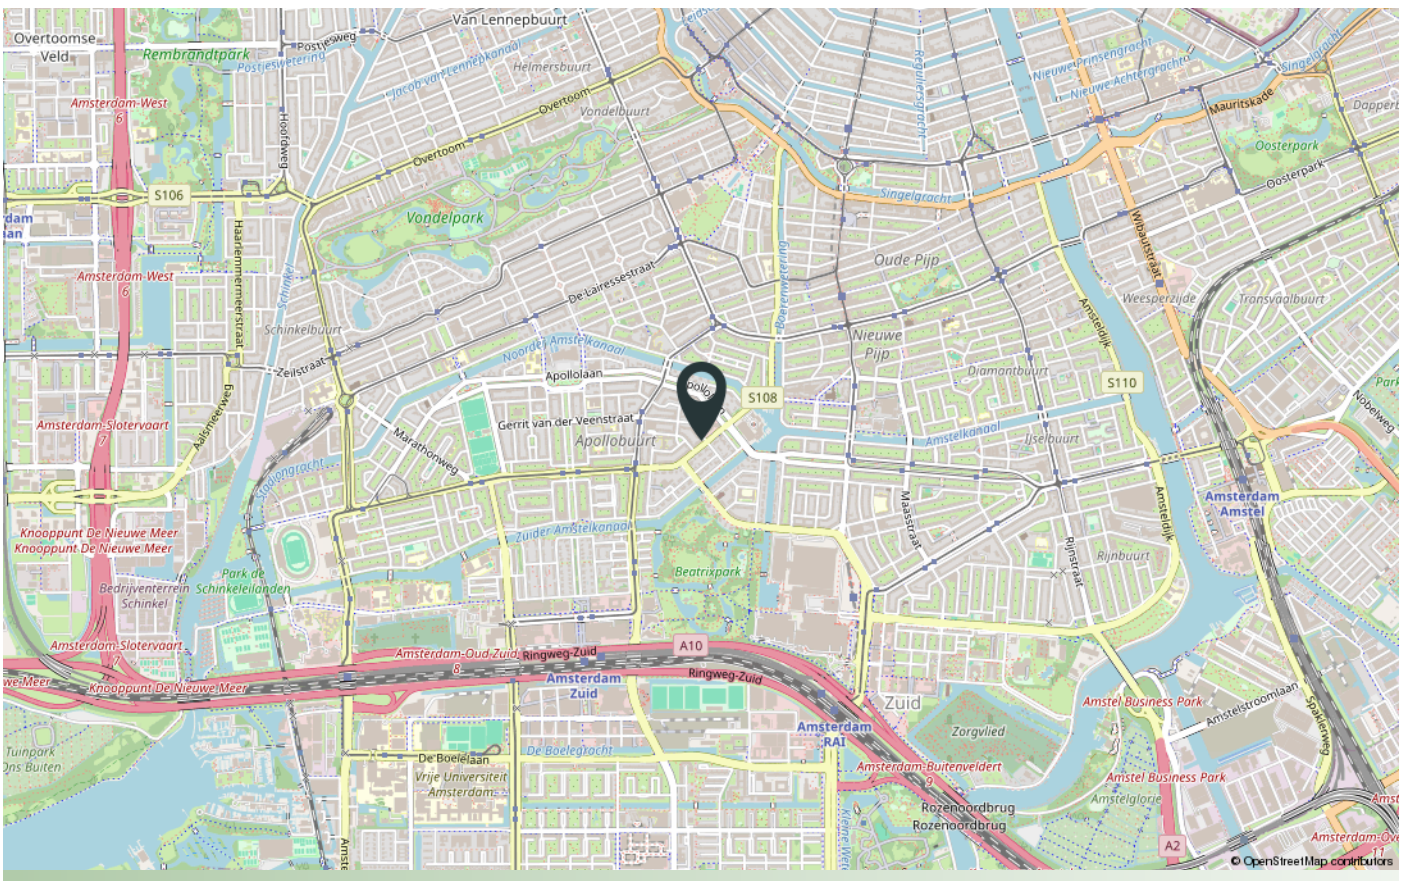 Van Lennepbuurt
Overtoomse
Veld
Rembrandtpark
Postjesweg
Postjeswetering
Jacob van Lennepkanaal
Helmersbuurt
Reguliersgracht
Nieuwe Prinsengracht
Nieuwe Achtergracht
Singelgracht
Amsterdam-West
6
Overtoom
Vondelbuurt
Mauritskade
Hoofdweg
Overtoom
Oosterpark
Oosterpark
S106
Singelgracht
Vondelpark
Haarlemmermeerstraat
Wibautstraat
Boerenwetering
Oude Pijp
Amsterdam-West
6
Schinkel
De Lairessestraat
Weesperzijde
Transvaalbuurt
Schinkelbuurt
Amsteldijk
Noorder Amstelkanaal
Nieuwe
Pijp
Zeilstraat
Apollolaan
Diamantbuurt
S110
S108
Aalsmeerweg
Nobelweg
Amsterdam-Slotervaart
7
Gerrit van der Veenstraat
Marathonweg
Apollobuurt
Amstelkanaal
IJselbuurt
Stadiongracht
Amsterdam
Amstel
Maasstraat
Amsteldijk
Knooppunt De Nieuwe Meer
Knooppunt De Nieuwe Meer
Zuider Amstelkanaal
Rijnstraat
Rijnbuurt
Park de
Schinkeleilanden
Beatrixpark
Bedrijventerrein
Schinkel
Amsterdam-Slotervaart
7
Amsterdam-Oud Zuid
8
Ringweg-Zuid
A10
Ringweg-Zuid
Amsterdam
Zuid
Knooppunt De Nieuwe Meer
Zuid
Amstel Business Park
Amstelstroomlaan
Spaklerweg
Amsterdam
RAI
Zorgvlied
Tuinpark
Ons Buiten
De Boelegracht
De Boelelaan
Vrije Universiteit
Amsterdam
Amsterdam-Buitenveldert
9
Amstel Business Park
Amstelglorie
Rozenoordbrug
Rozenoordbrug
A2
11
© OpenStreetMap contributors